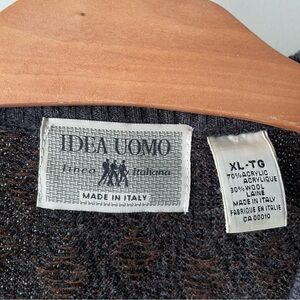 IDEA UOMO
Linea Italiana
MADE IN ITALY
XL-TG
70% ACRYLIC
ACRYLIQUE
30% WOOL
LAINE
MADE IN ITALY
FABRIQUE EN ITALIE
CA 00010